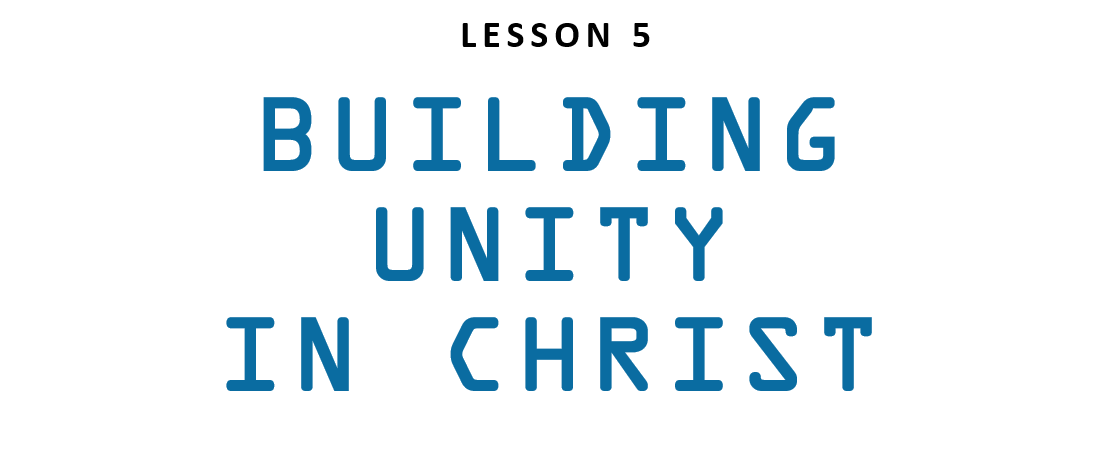 LESSON 5
BUILDING
UNITY
IN CHRIST